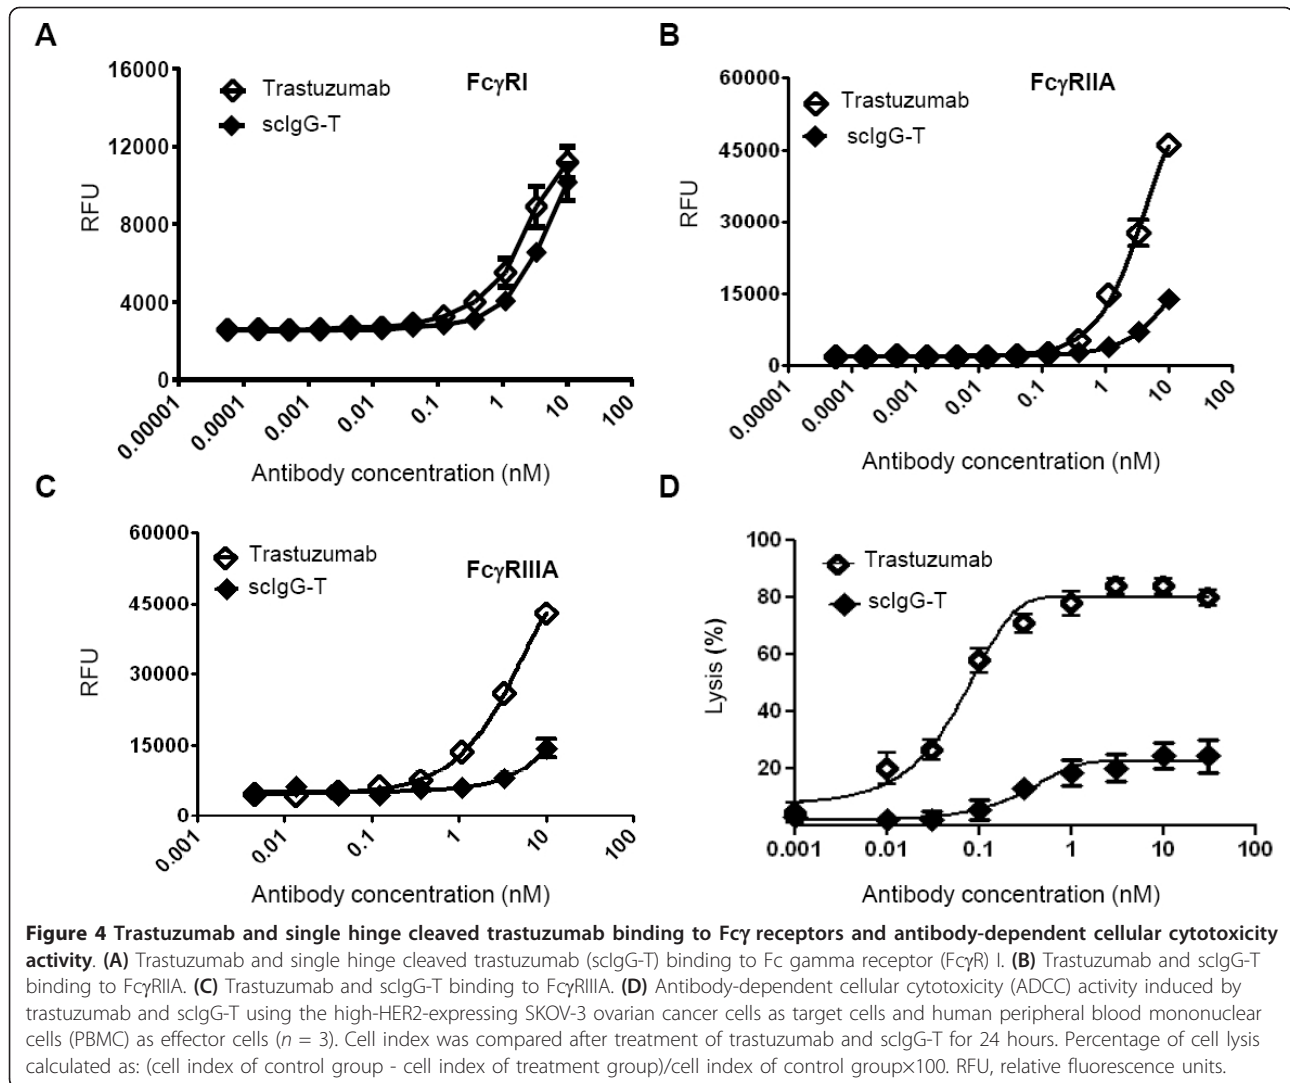 A
16000
12000
8000
4000
0
RFU
Trastuzumab
scIgG-T
FcγRI
0.00001
0.0001
0.001
0.01
0.1
1
10
100
Antibody concentration (nM)
B
60000
45000
30000
15000
0
RFU
Trastuzumab
scIgG-T
FcγRIIA
0.00001
0.0001
0.001
0.01
0.1
1
10
100
Antibody concentration (nM)
C
60000
45000
30000
15000
0
RFU
Trastuzumab
scIgG-T
FcγRIIIA
0.001
0.01
0.1
1
10
100
Antibody concentration (nM)
D
100
80
60
40
20
Lysis (%)
Trastuzumab
scIgG-T
0.001
0.01
0.1
1
10
100
Antibody concentration (nM)
Figure 4 Trastuzumab and single hinge cleaved trastuzumab binding to Fcγ receptors and antibody-dependent cellular cytotoxicity
activity. (A) Trastuzumab and single hinge cleaved trastuzumab (scIgG-T) binding to Fc gamma receptor (FcγR) I. (B) Trastuzumab and scIgG-T
binding to FcγRIIA. (C) Trastuzumab and scIgG-T binding to FcγRIIIA. (D) Antibody-dependent cellular cytotoxicity (ADCC) activity induced by
trastuzumab and scIgG-T using the high-HER2-expressing SKOV-3 ovarian cancer cells as target cells and human peripheral blood mononuclear
cells (PBMC) as effector cells (n = 3). Cell index was compared after treatment of trastuzumab and scIgG-T for 24 hours. Percentage of cell lysis
calculated as: (cell index of control group - cell index of treatment group)/cell index of control group×100. RFU, relative fluorescence units.